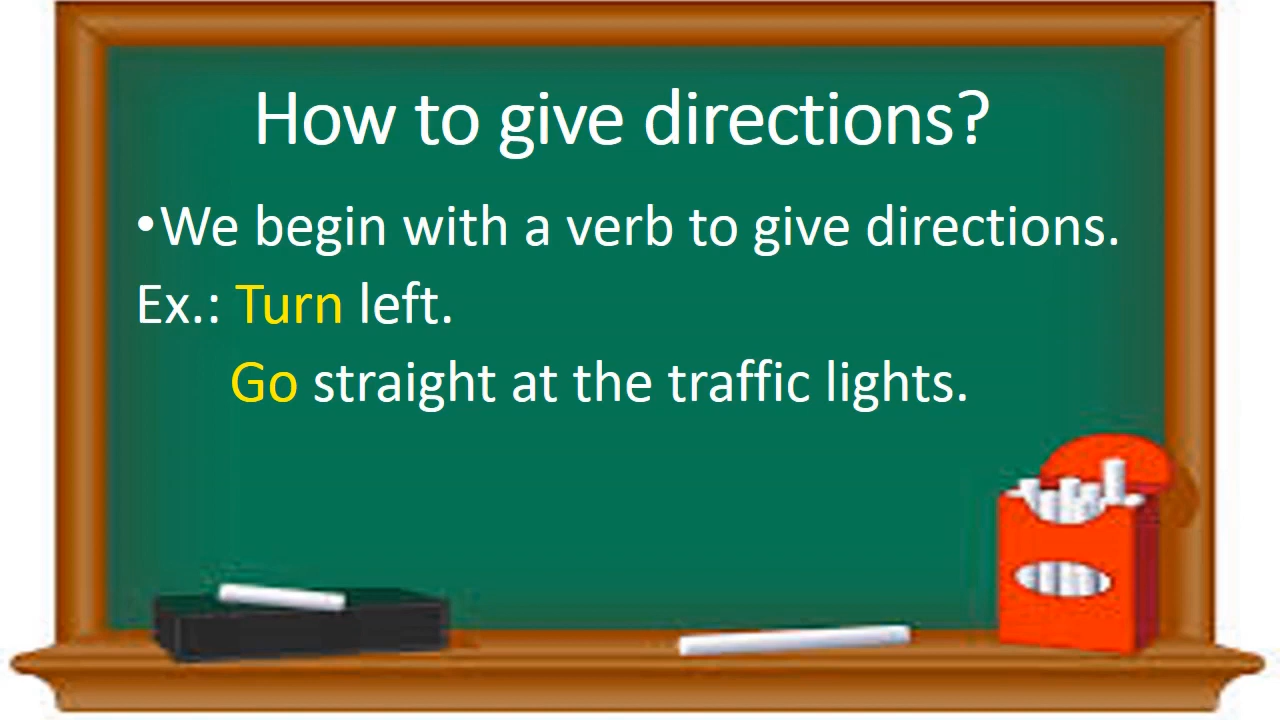 How to give directions?
•We begin with a verb to give directions.
Ex.: Turn left.
Go straight at the traffic lights.